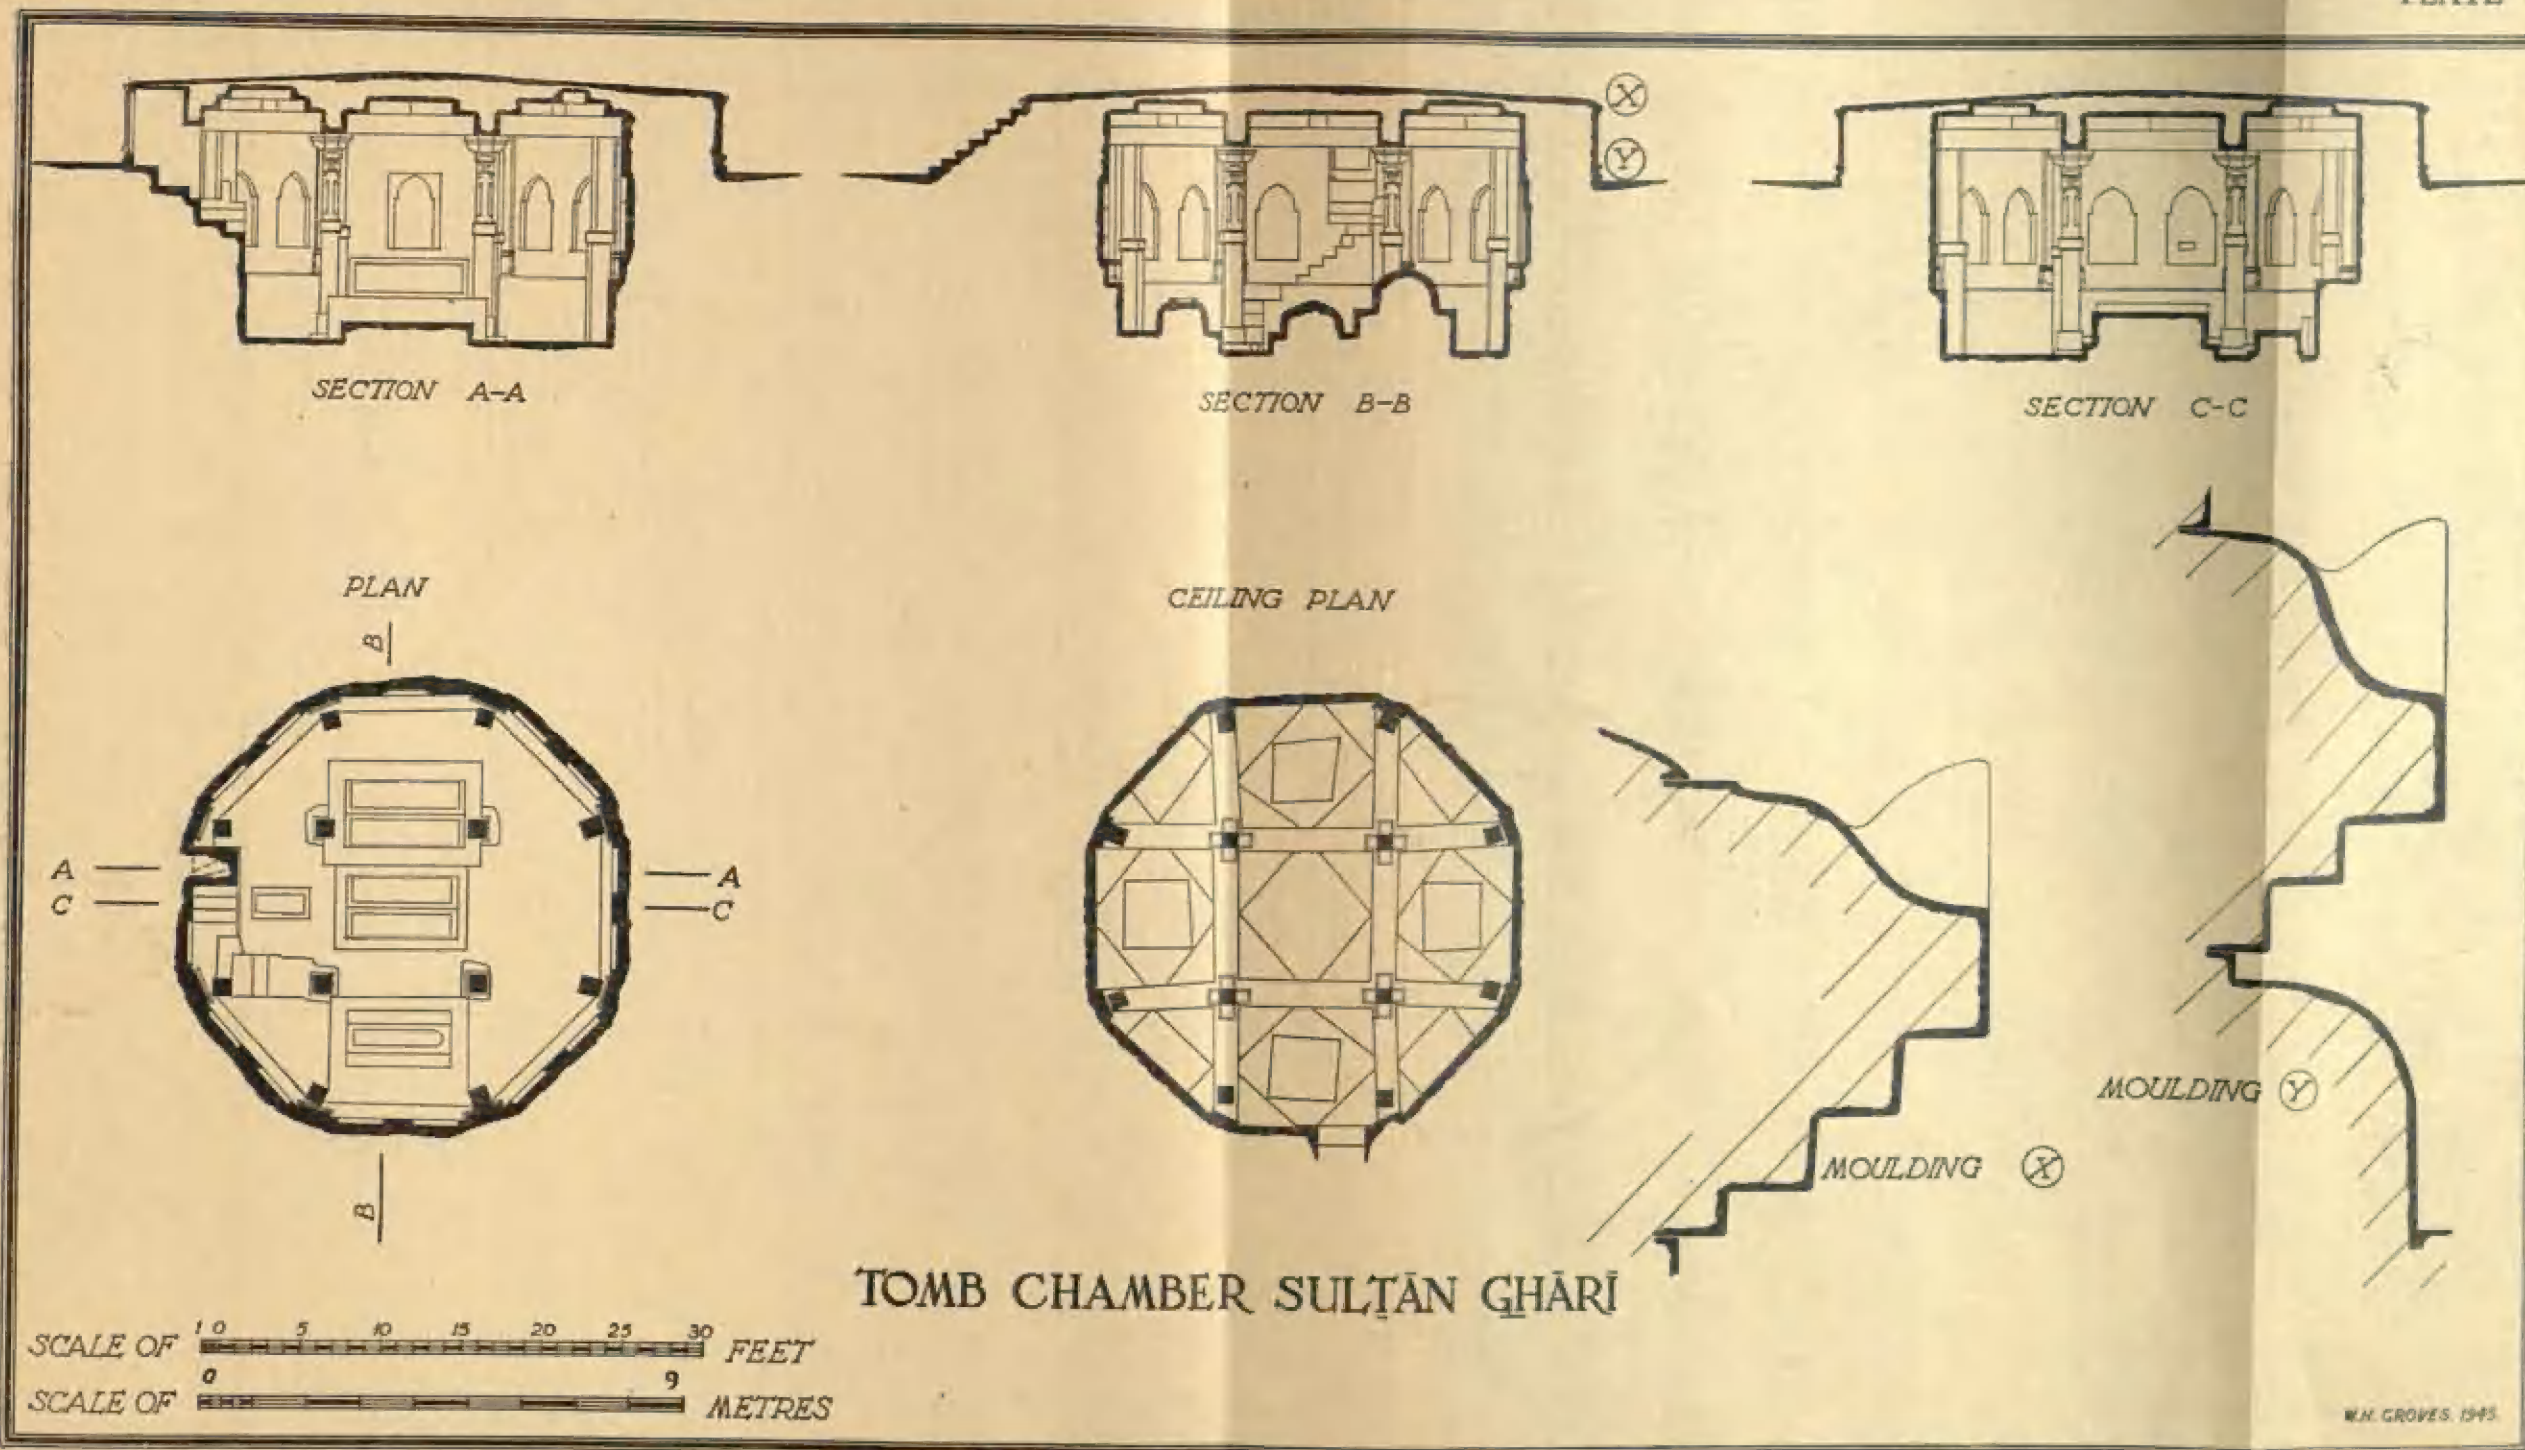 PLATE
X
Y
SECTION A-A
SECTION B-B
SECTION C-C
PLAN
CEILING PLAN
B
A
A
C
C
B
MOULDING Y
MOULDING X
TOMB CHAMBER SULṬĀN GHĀRĪ
SCALE OF 1 0 5 10 15 20 25 30 FEET
SCALE OF 0 9 METRES
W.H. GROVES. 1945.